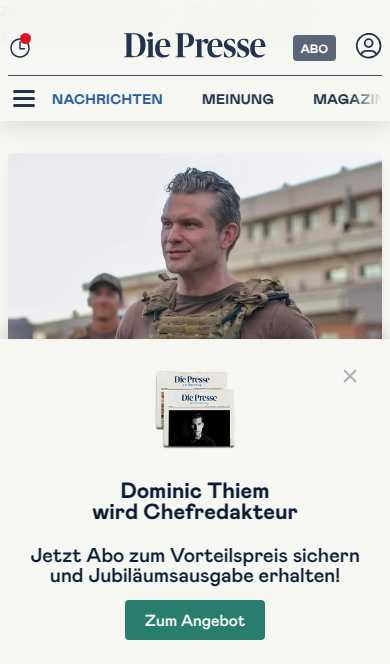 Die Presse
ABO
NACHRICHTEN MEINUNG MAGAZIN
Die Presse
Die Presse
Dominic Thiem
wird Chefredakteur
Jetzt Abo zum Vorteilspreis sichern
und Jubiläumsausgabe erhalten!
Zum Angebot